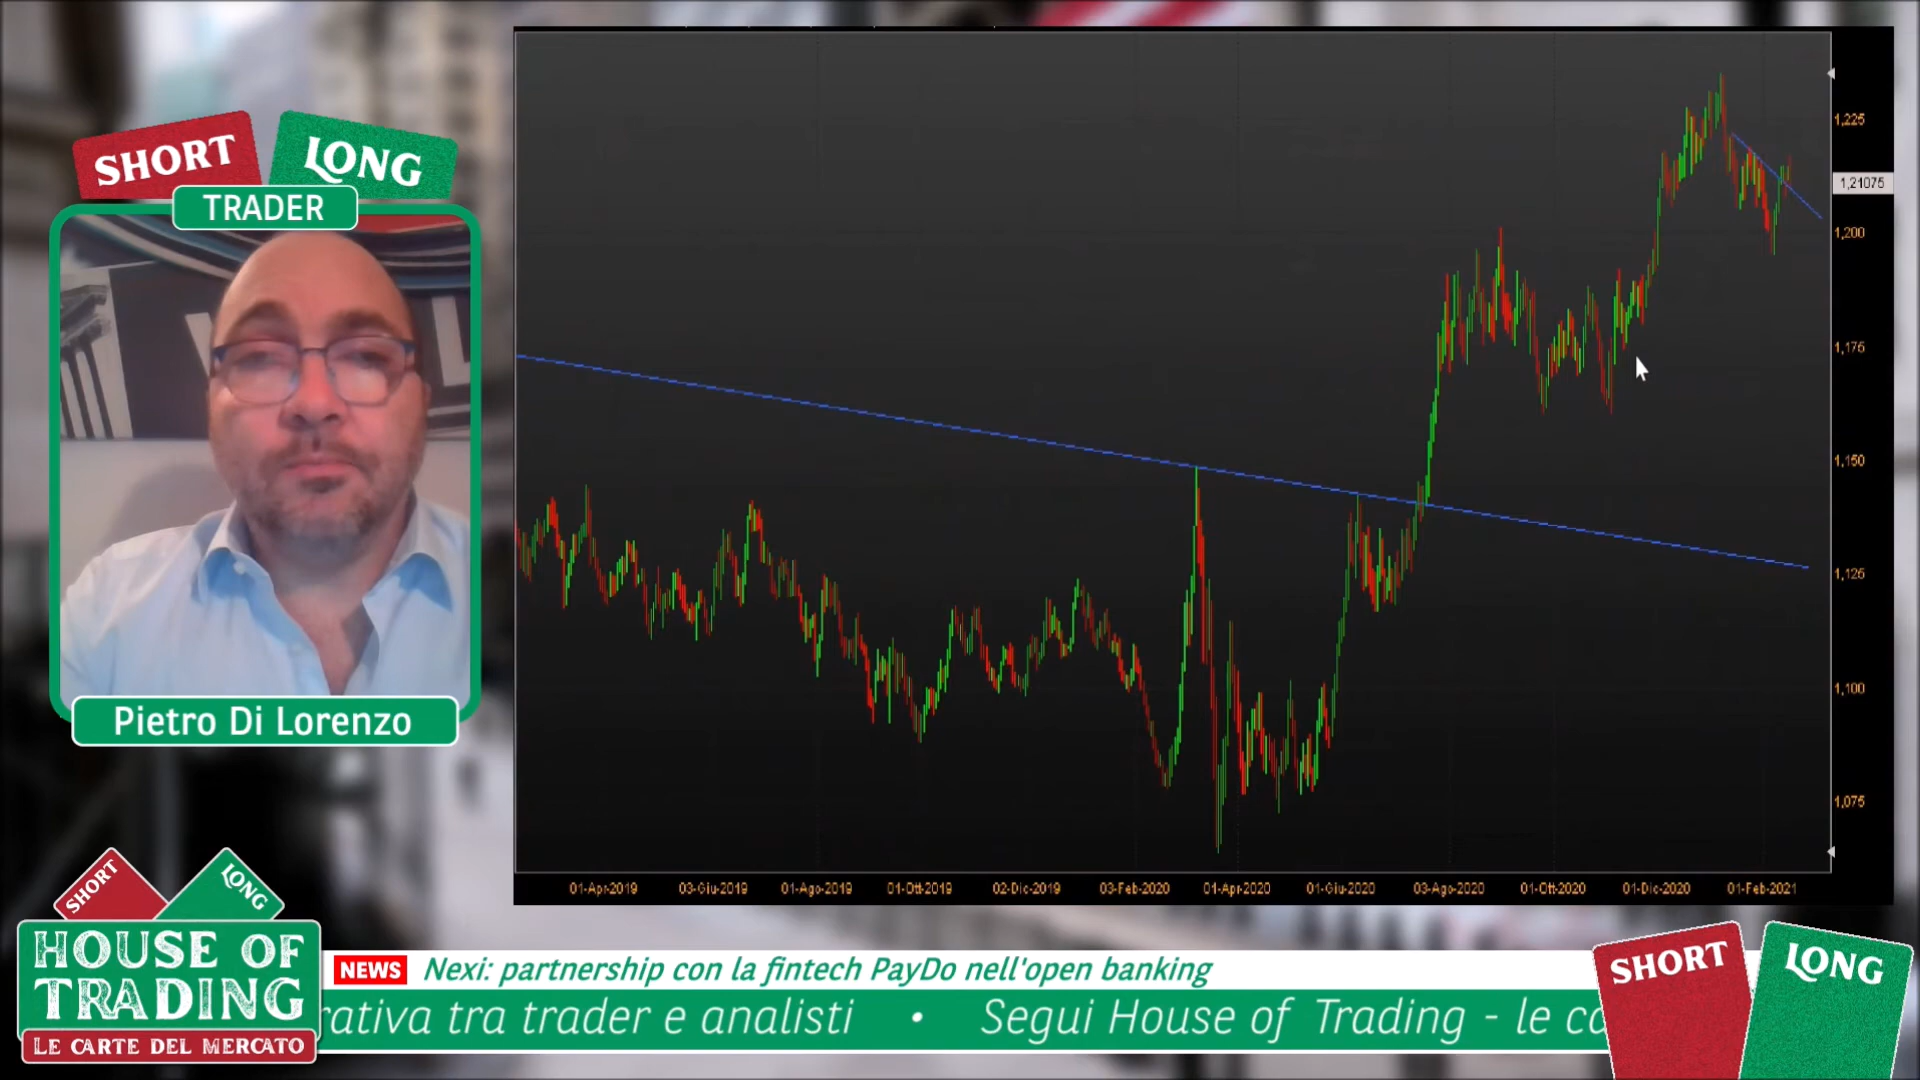 SHORT
LONG
TRADER
Pietro Di Lorenzo
1,225
1,21075
1,200
1,175
1,150
1,125
1,100
1,075
01-Apr-2019
03-Giu-2019
01-Ago-2019
01-Ott-2019
02-Dic-2019
03-Feb-2020
01-Apr-2020
01-Giu-2020
03-Ago-2020
01-Ott-2020
01-Dic-2020
01-Feb-2021
SHORT
LONG
HOUSE OF
TRADING
LE CARTE DEL MERCATO
NEWS Nexi: partnership con la fintech PayDo nell'open banking
rativa tra trader e analisti • Segui House of Trading - le ca
SHORT
LONG